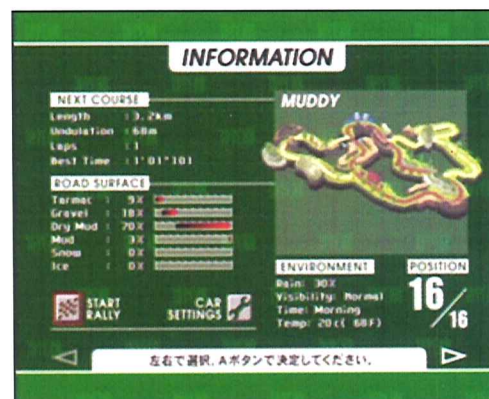 INFORMATION
NEXT COURSE
Length : 3.2km
Undulation : 68m
Laps : 1
Best Time : 1'01"101
ROAD SURFACE
Tarmac : 9%
Gravel : 18%
Dry Mud : 70%
Mud : 3%
Snow : 0%
Ice : 0%
START RALLY
CAR SETTINGS
MUDDY
ENVIRONMENT
Rain: 30%
Visibility: Normal
Time: Morning
Temp: 20c( 68F)
POSITION
16/16
左右で選択、Aボタンで決定してください。